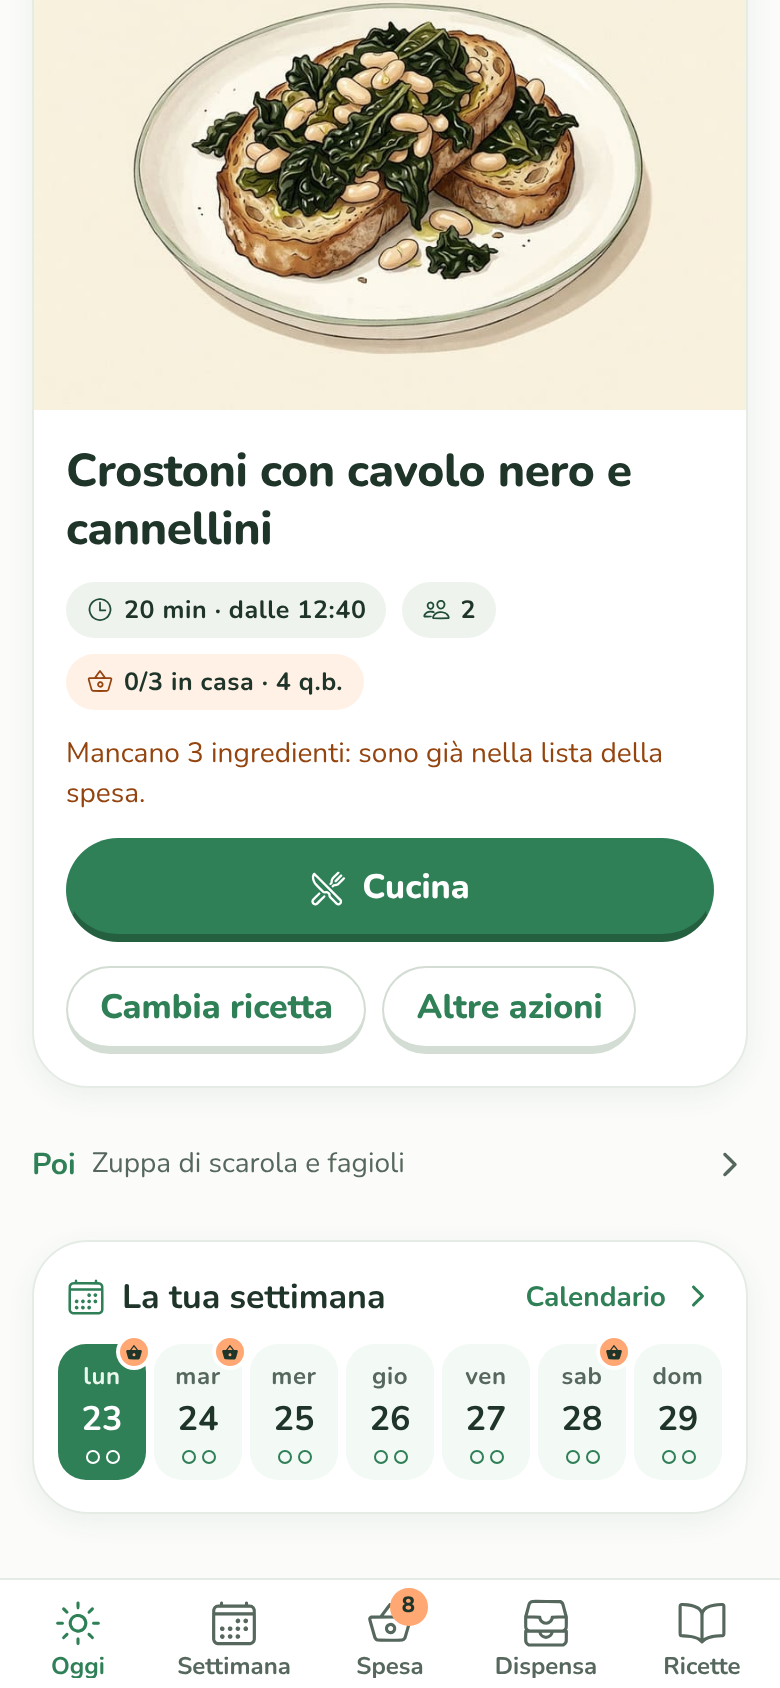 Crostoni con cavolo nero e
cannellini
20 min · dalle 12:40
2
0/3 in casa · 4 q.b.
Mancano 3 ingredienti: sono già nella lista della
spesa.
Cucina
Cambia ricetta
Altre azioni
Poi Zuppa di scarola e fagioli
La tua settimana
Calendario
lun mar mer gio ven sab dom
23 24 25 26 27 28 29
8
Oggi Settimana Spesa Dispensa Ricette